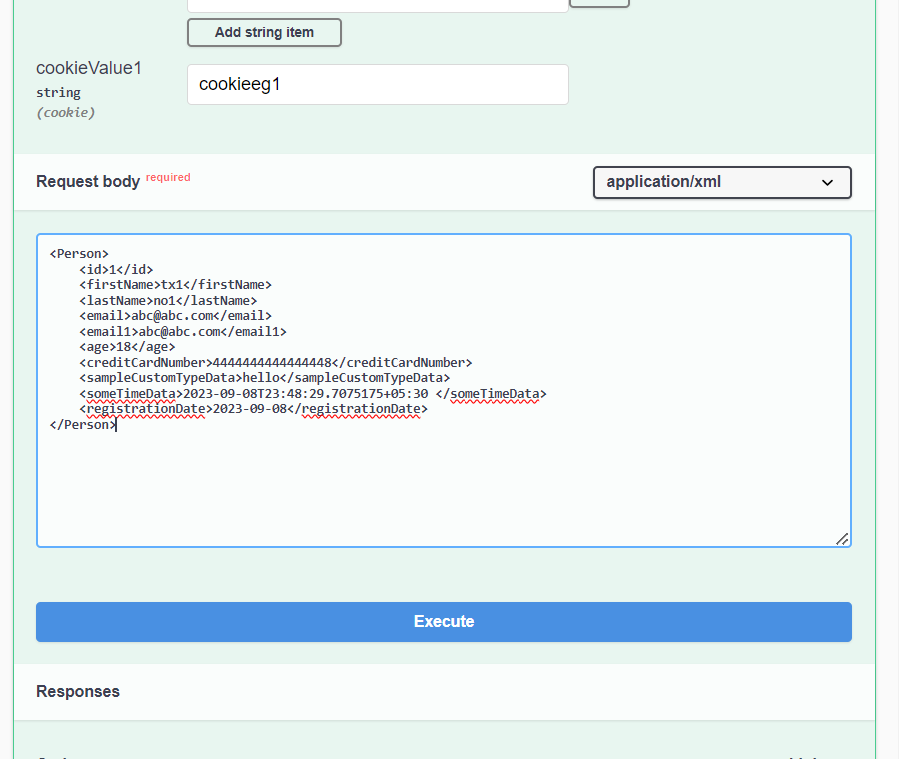 Add string item
cookieValue1
string
(cookie)
cookieeg1
Request body required
application/xml
<Person>
    <id>1</id>
    <firstName>tx1</firstName>
    <lastName>no1</lastName>
    <email>abc@abc.com</email>
    <email1>abc@abc.com</email1>
    <age>18</age>
    <creditCardNumber>4444444444444448</creditCardNumber>
    <sampleCustomTypeData>hello</sampleCustomTypeData>
    <someTimeData>2023-09-08T23:48:29.7075175+05:30 </someTimeData>
    <registrationDate>2023-09-08</registrationDate>
</Person>
Execute
Responses